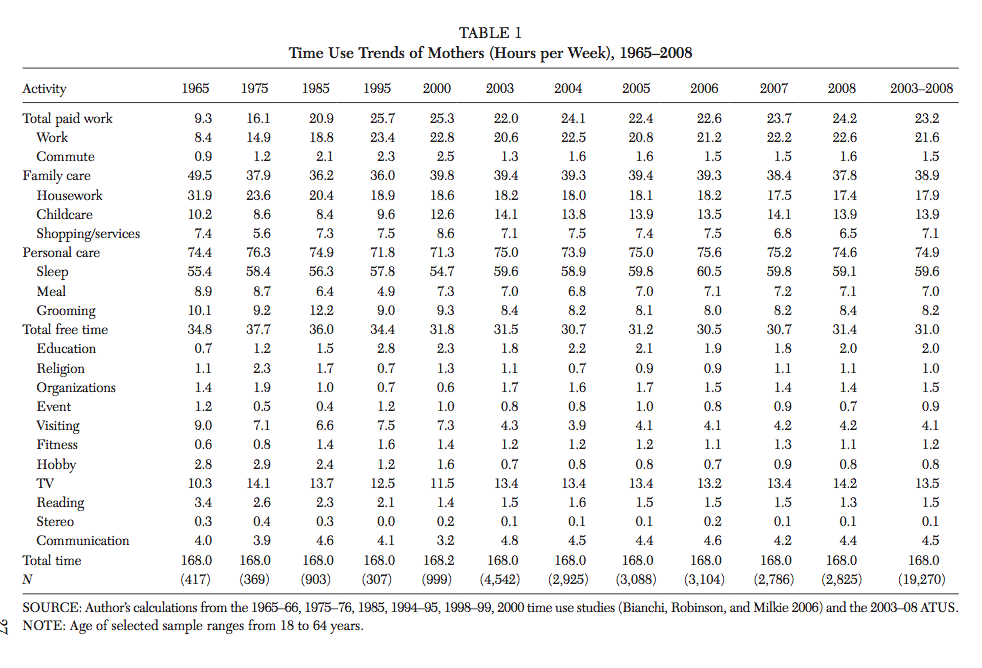 TABLE 1
Time Use Trends of Mothers (Hours per Week), 1965–2008
Activity 1965 1975 1985 1995 2000 2003 2004 2005 2006 2007 2008 2003–2008
Total paid work 9.3 16.1 20.9 25.7 25.3 22.0 24.1 22.4 22.6 23.7 24.2 23.2
Work 8.4 14.9 18.8 23.4 22.8 20.6 22.5 20.8 21.2 22.2 22.6 21.6
Commute 0.9 1.2 2.1 2.3 2.5 1.3 1.6 1.6 1.5 1.5 1.6 1.5
Family care 49.5 37.9 36.2 36.0 39.8 39.4 39.3 39.4 39.3 38.4 37.8 38.9
Housework 31.9 23.6 20.4 18.9 18.6 18.2 18.0 18.1 18.2 17.5 17.4 17.9
Childcare 10.2 8.6 8.4 9.6 12.6 14.1 13.8 13.9 13.5 14.1 13.9 13.9
Shopping/services 7.4 5.6 7.3 7.5 8.6 7.1 7.5 7.4 7.5 6.8 6.5 7.1
Personal care 74.4 76.3 74.9 71.8 71.3 75.0 73.9 75.0 75.6 75.2 74.6 74.9
Sleep 55.4 58.4 56.3 57.8 54.7 59.6 58.9 59.8 60.5 59.8 59.1 59.6
Meal 8.9 8.7 6.4 4.9 7.3 7.0 6.8 7.0 7.1 7.2 7.1 7.0
Grooming 10.1 9.2 12.2 9.0 9.3 8.4 8.2 8.1 8.0 8.2 8.4 8.2
Total free time 34.8 37.7 36.0 34.4 31.8 31.5 30.7 31.2 30.5 30.7 31.4 31.0
Education 0.7 1.2 1.5 2.8 2.3 1.8 2.2 2.1 1.9 1.8 2.0 2.0
Religion 1.1 2.3 1.7 0.7 1.3 1.1 0.7 0.9 0.9 1.1 1.1 1.0
Organizations 1.4 1.9 1.0 0.7 0.6 1.7 1.6 1.7 1.5 1.4 1.4 1.5
Event 1.2 0.5 0.4 1.2 1.0 0.8 0.8 1.0 0.8 0.9 0.7 0.9
Visiting 9.0 7.1 6.6 7.5 7.3 4.3 3.9 4.1 4.1 4.2 4.2 4.1
Fitness 0.6 0.8 1.4 1.6 1.4 1.2 1.2 1.2 1.1 1.3 1.1 1.2
Hobby 2.8 2.9 2.4 1.2 1.6 0.7 0.8 0.8 0.7 0.9 0.8 0.8
TV 10.3 14.1 13.7 12.5 11.5 13.4 13.4 13.4 13.2 13.4 14.2 13.5
Reading 3.4 2.6 2.3 2.1 1.4 1.5 1.6 1.5 1.5 1.5 1.3 1.5
Stereo 0.3 0.4 0.3 0.0 0.2 0.1 0.1 0.1 0.2 0.1 0.1 0.1
Communication 4.0 3.9 4.6 4.1 3.2 4.8 4.5 4.4 4.6 4.2 4.4 4.5
Total time 168.0 168.0 168.0 168.0 168.2 168.0 168.0 168.0 168.0 168.0 168.0 168.0
N (417) (369) (903) (307) (999) (4,542) (2,925) (3,088) (3,104) (2,786) (2,825) (19,270)
SOURCE: Author's calculations from the 1965–66, 1975–76, 1985, 1994–95, 1998–99, 2000 time use studies (Bianchi, Robinson, and Milkie 2006) and the 2003–08 ATUS.
NOTE: Age of selected sample ranges from 18 to 64 years.